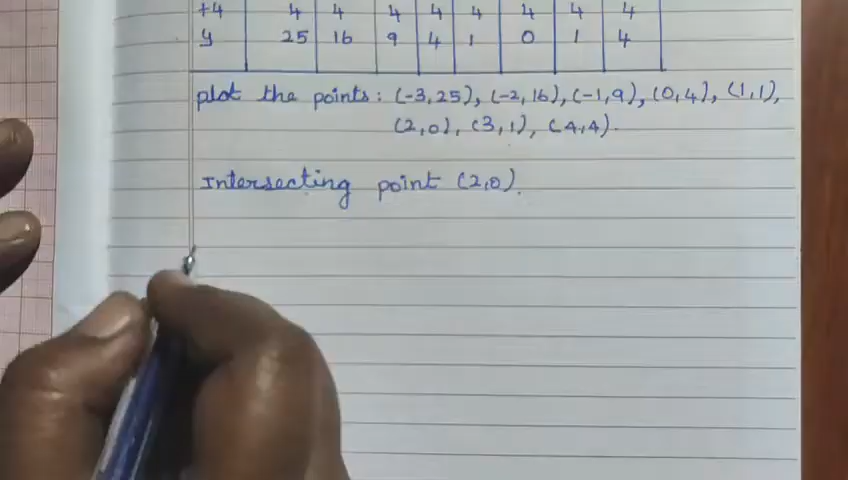 +4 4 4 4 4 4 4 4 4
y 25 16 9 4 1 0 1 4
plot the points: (-3,25), (-2,16), (-1,9), (0,4), (1,1),
(2,0), (3,1), (4,4).
Intersecting point (2,0).